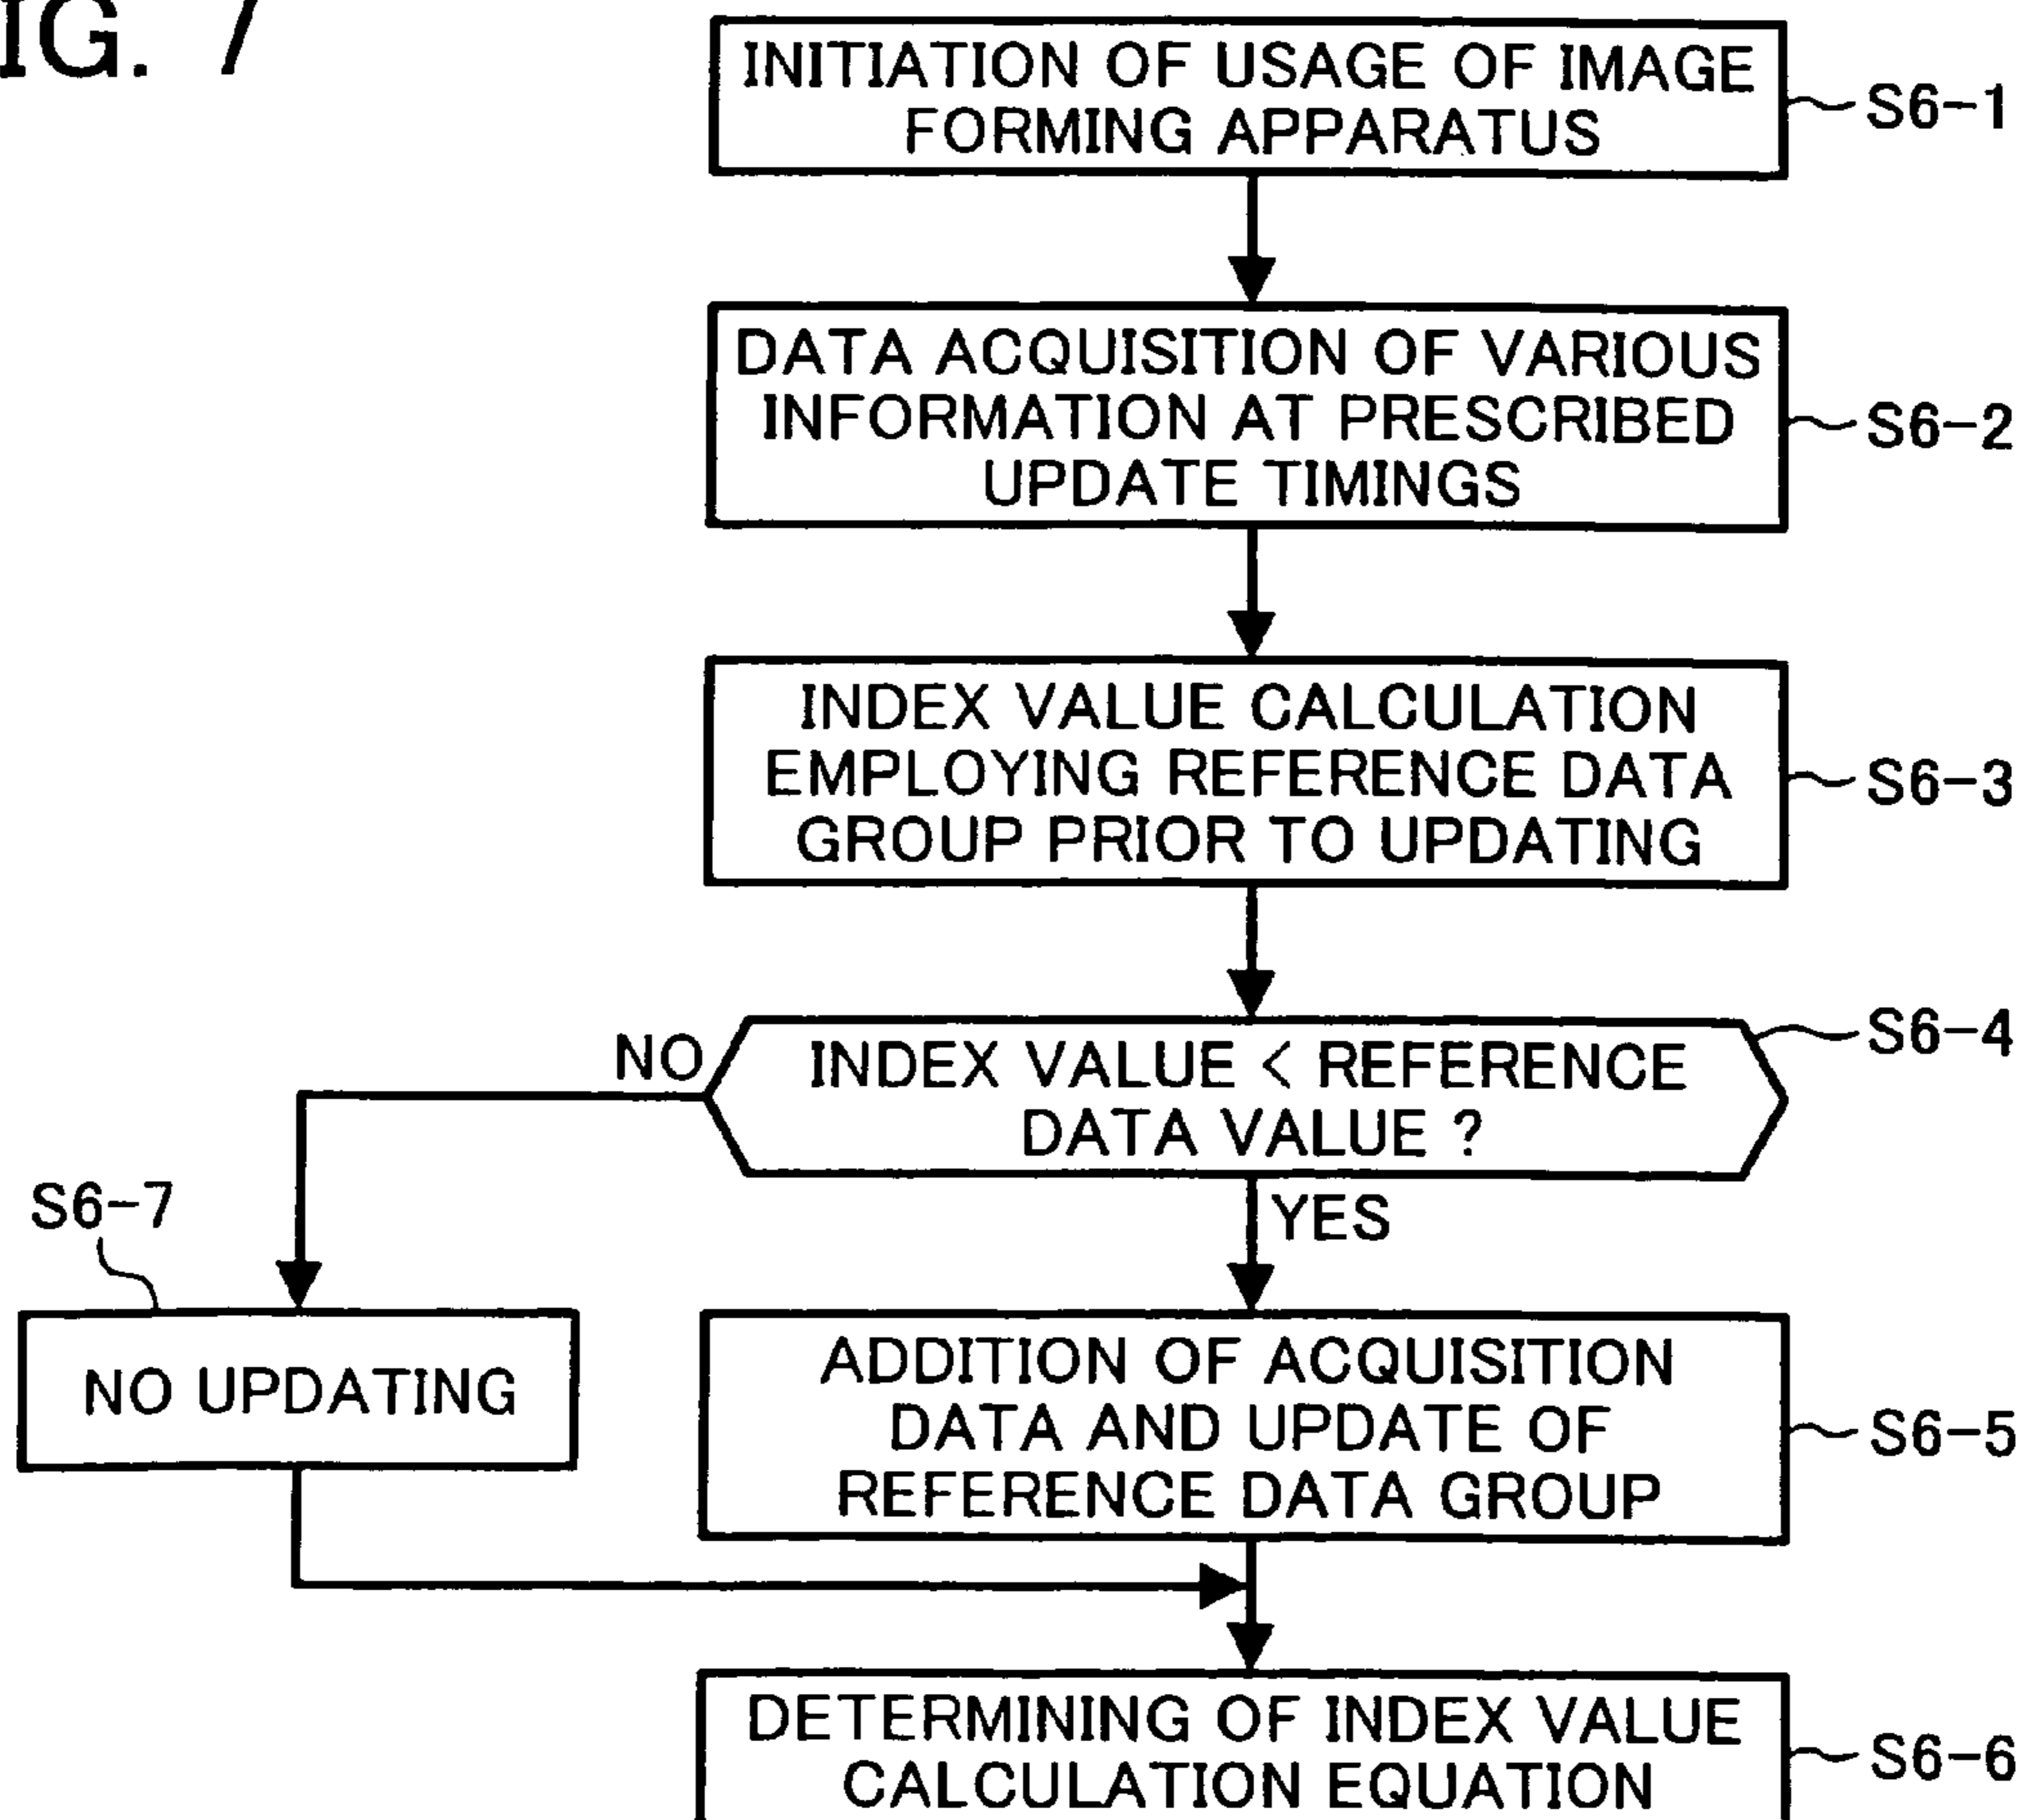 IG. 7
INITIATION OF USAGE OF IMAGE
FORMING APPARATUS
S6-1
DATA ACQUISITION OF VARIOUS
INFORMATION AT PRESCRIBED
UPDATE TIMINGS
S6-2
INDEX VALUE CALCULATION
EMPLOYING REFERENCE DATA
GROUP PRIOR TO UPDATING
S6-3
INDEX VALUE < REFERENCE
DATA VALUE ?
S6-4
NO
YES
S6-7
NO UPDATING
ADDITION OF ACQUISITION
DATA AND UPDATE OF
REFERENCE DATA GROUP
S6-5
DETERMINING OF INDEX VALUE
CALCULATION EQUATION
S6-6